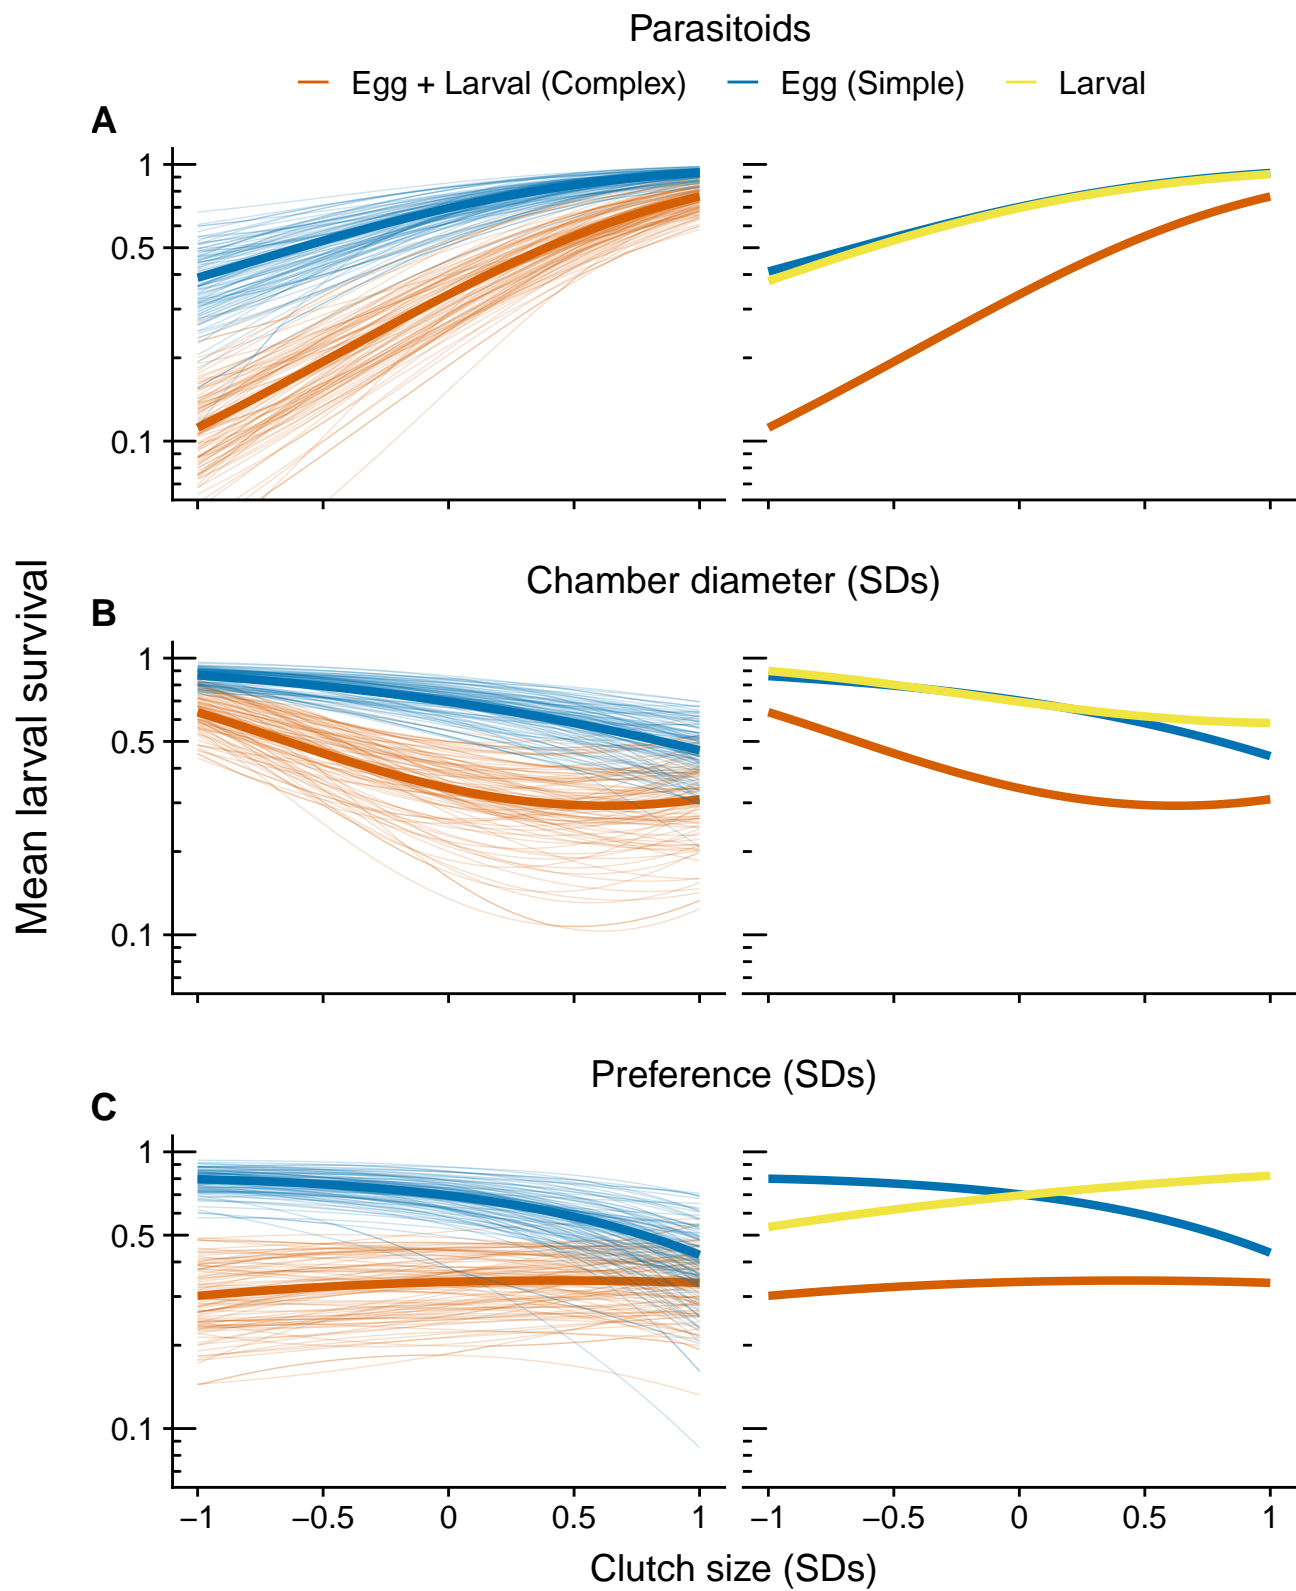 Parasitoids
Egg + Larval (Complex) Egg (Simple) Larval
A
1
0.5
0.1
Chamber diameter (SDs)
B
1
0.5
0.1
Mean larval survival
Preference (SDs)
C
1
0.5
0.1
−1 −0.5 0 0.5 1 −1 −0.5 0 0.5 1
Clutch size (SDs)